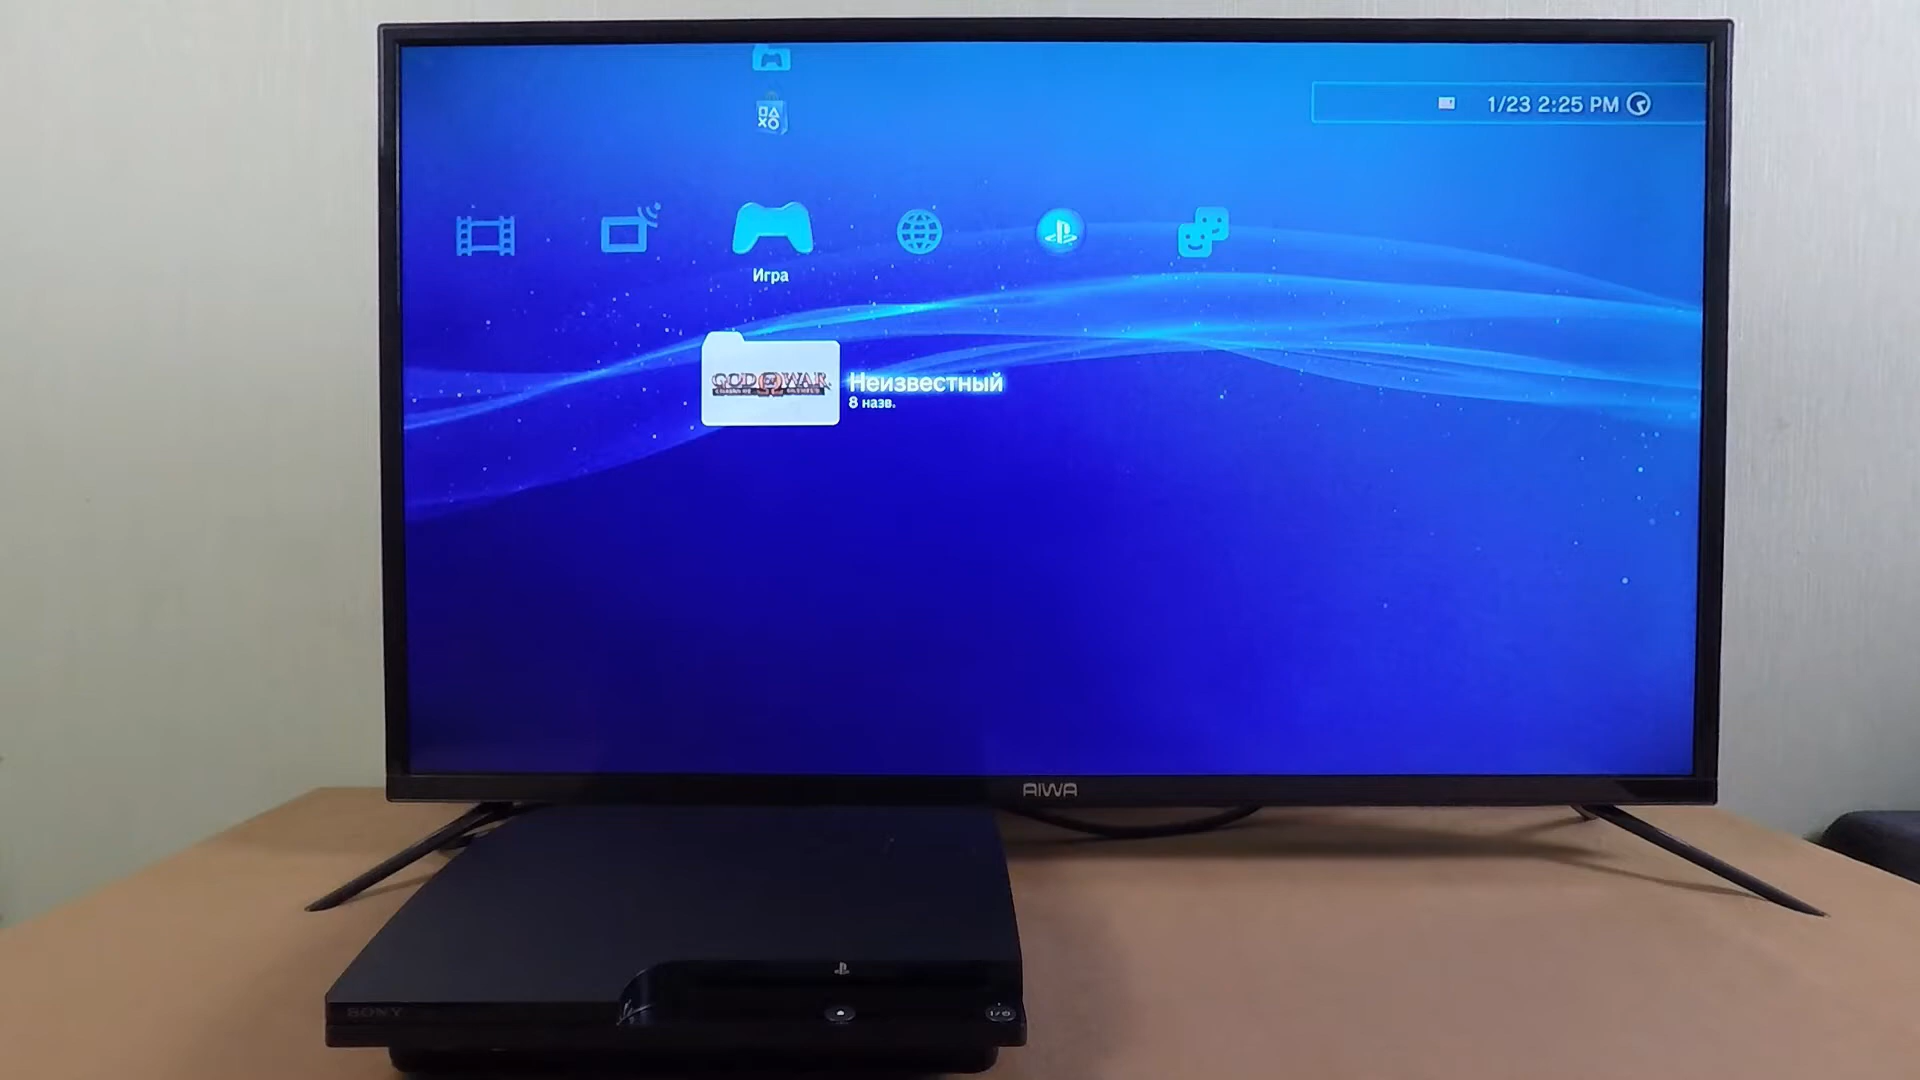 1/23 2:25 PM
Игра
GOD OF WAR
Неизвестный
8 назв.
AIWA
SONY